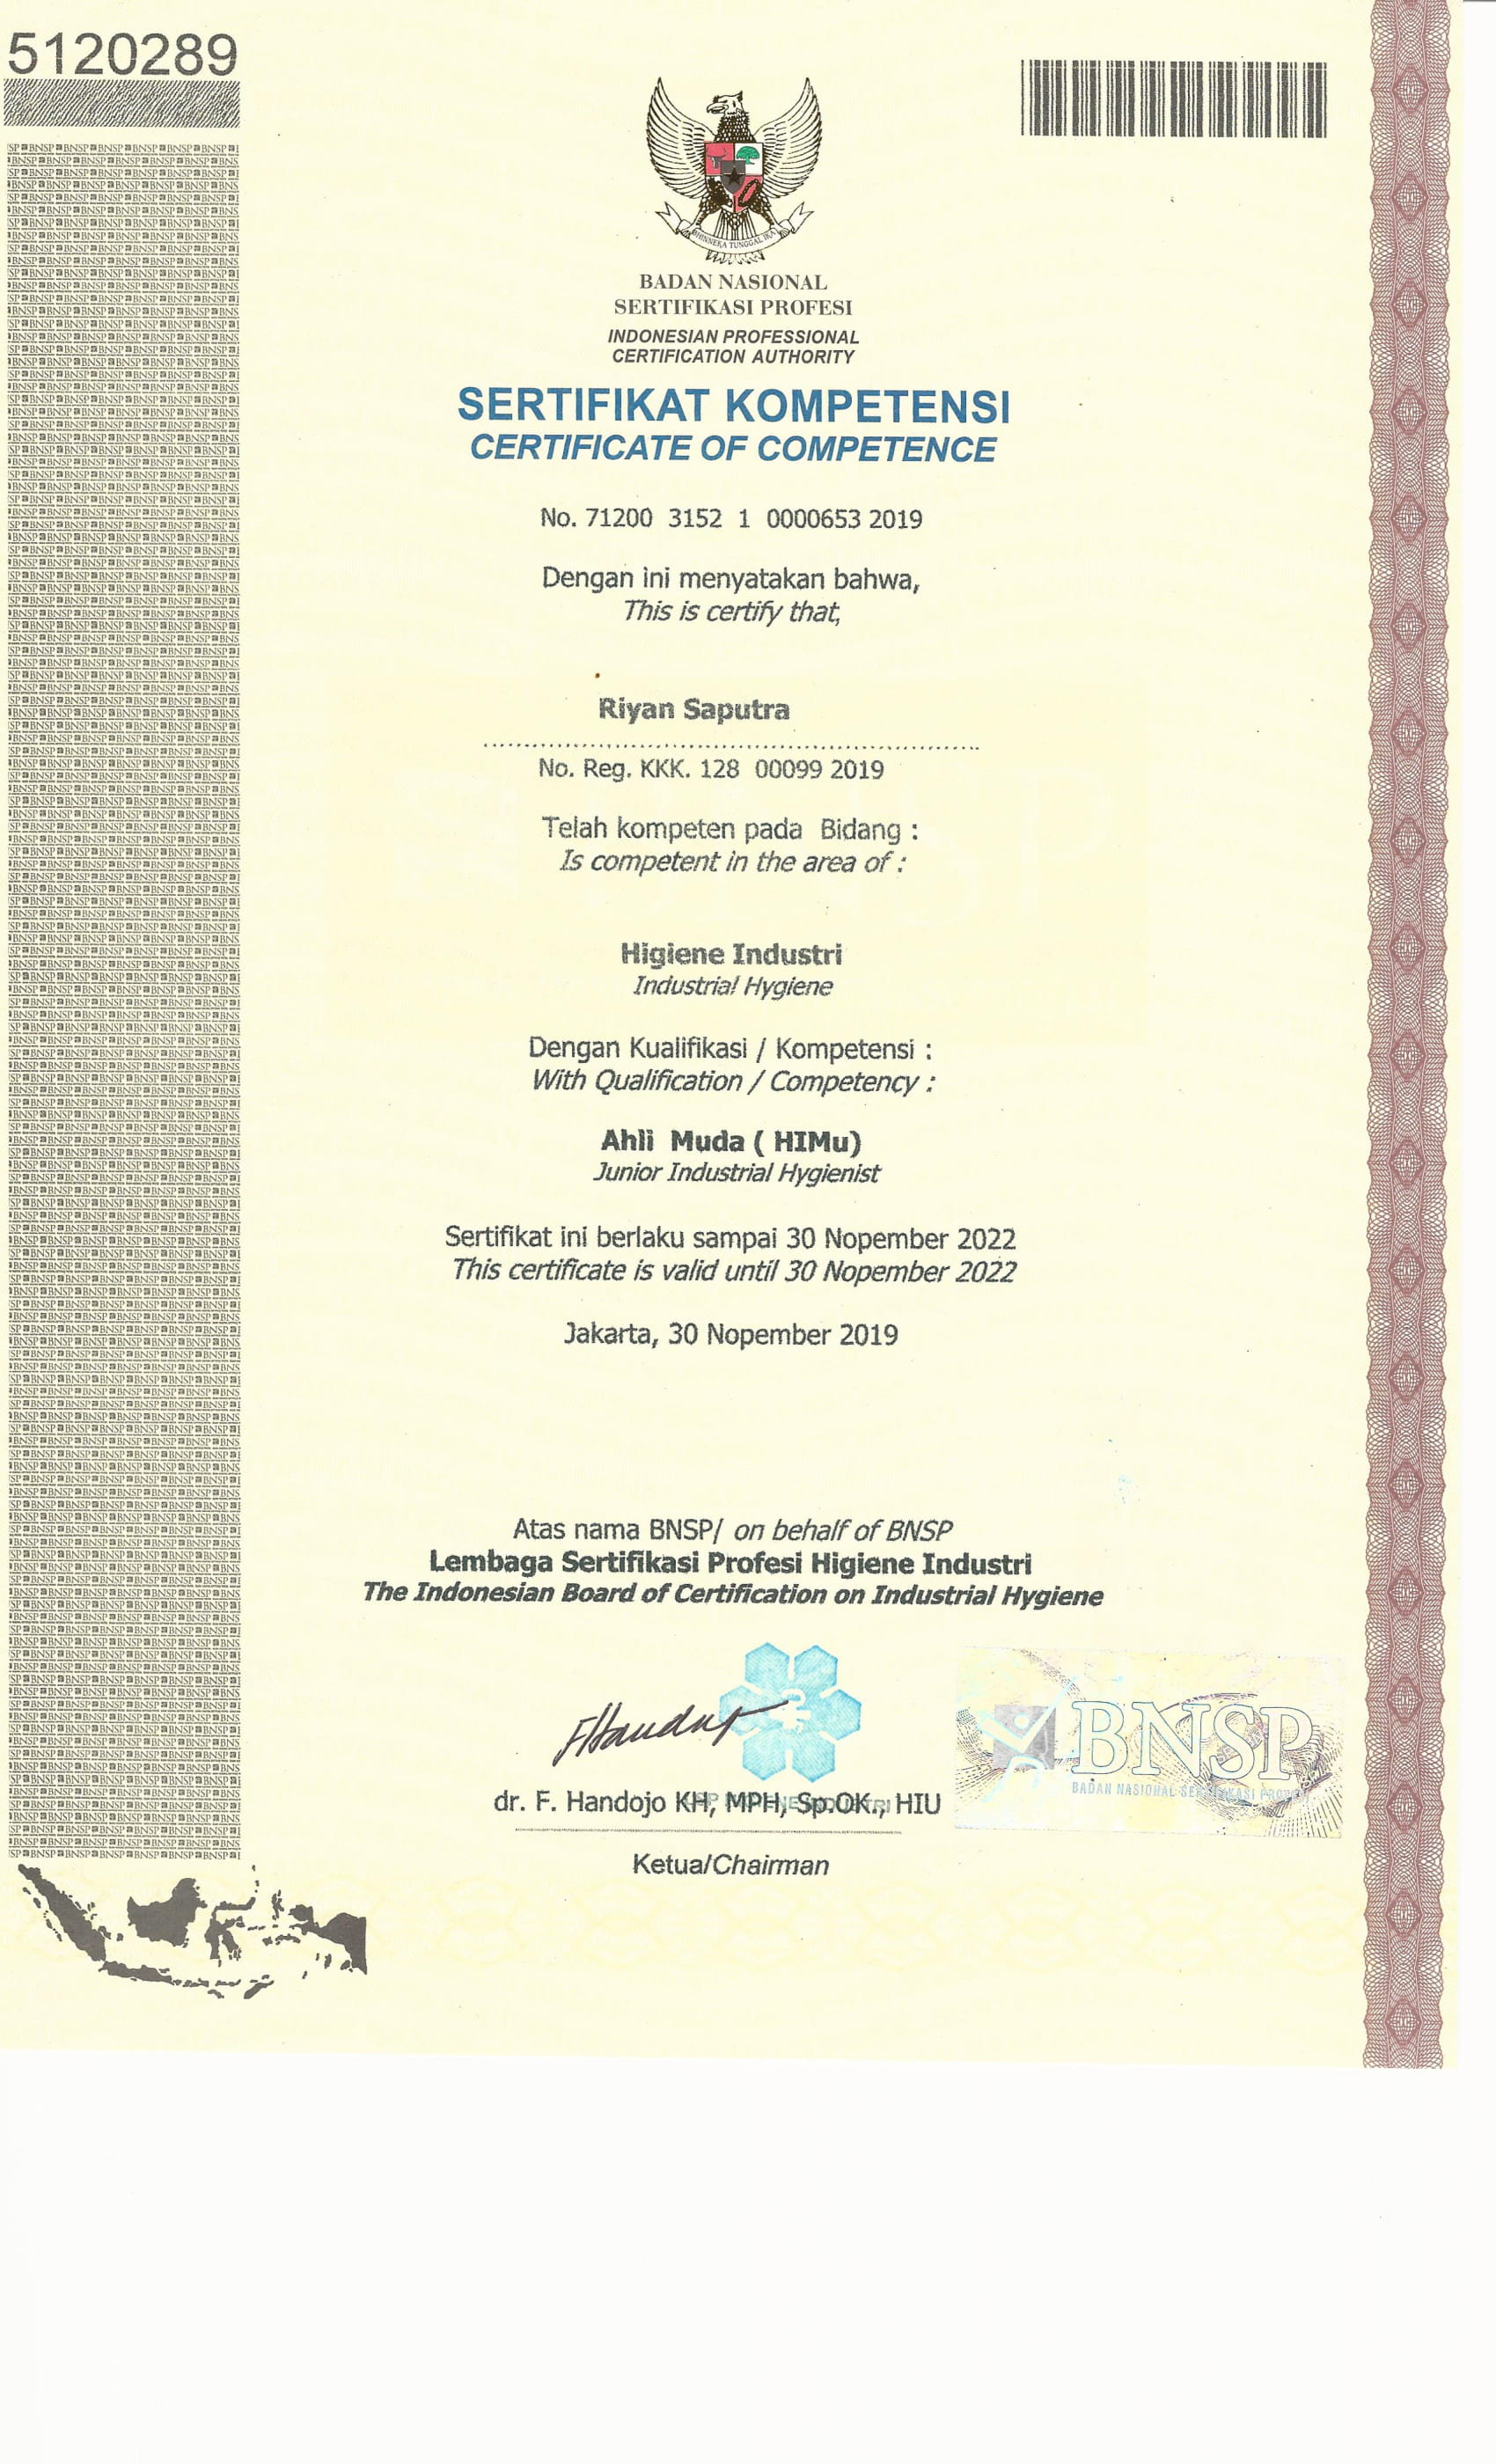 5120289
BHINNEKA TUNGGAL IKA
BADAN NASIONAL
SERTIFIKASI PROFESI
INDONESIAN PROFESSIONAL
CERTIFICATION AUTHORITY
SERTIFIKAT KOMPETENSI
CERTIFICATE OF COMPETENCE
No. 71200 3152 1 0000653 2019
Dengan ini menyatakan bahwa,
This is certify that,
Riyan Saputra
No. Reg. KKK. 128 00099 2019
Telah kompeten pada Bidang :
Is competent in the area of :
Higiene Industri
Industrial Hygiene
Dengan Kualifikasi / Kompetensi :
With Qualification / Competency :
Ahli Muda ( HIMu)
Junior Industrial Hygienist
Sertifikat ini berlaku sampai 30 Nopember 2022
This certificate is valid until 30 Nopember 2022
Jakarta, 30 Nopember 2019
Atas nama BNSP/ on behalf of BNSP
Lembaga Sertifikasi Profesi Higiene Industri
The Indonesian Board of Certification on Industrial Hygiene
FHandoj
BNSP
BADAN NASIONAL SERTIFIKASI PROFESI
dr. F. Handojo KH, MPH, Sp.OK., HIU
Ketua/Chairman